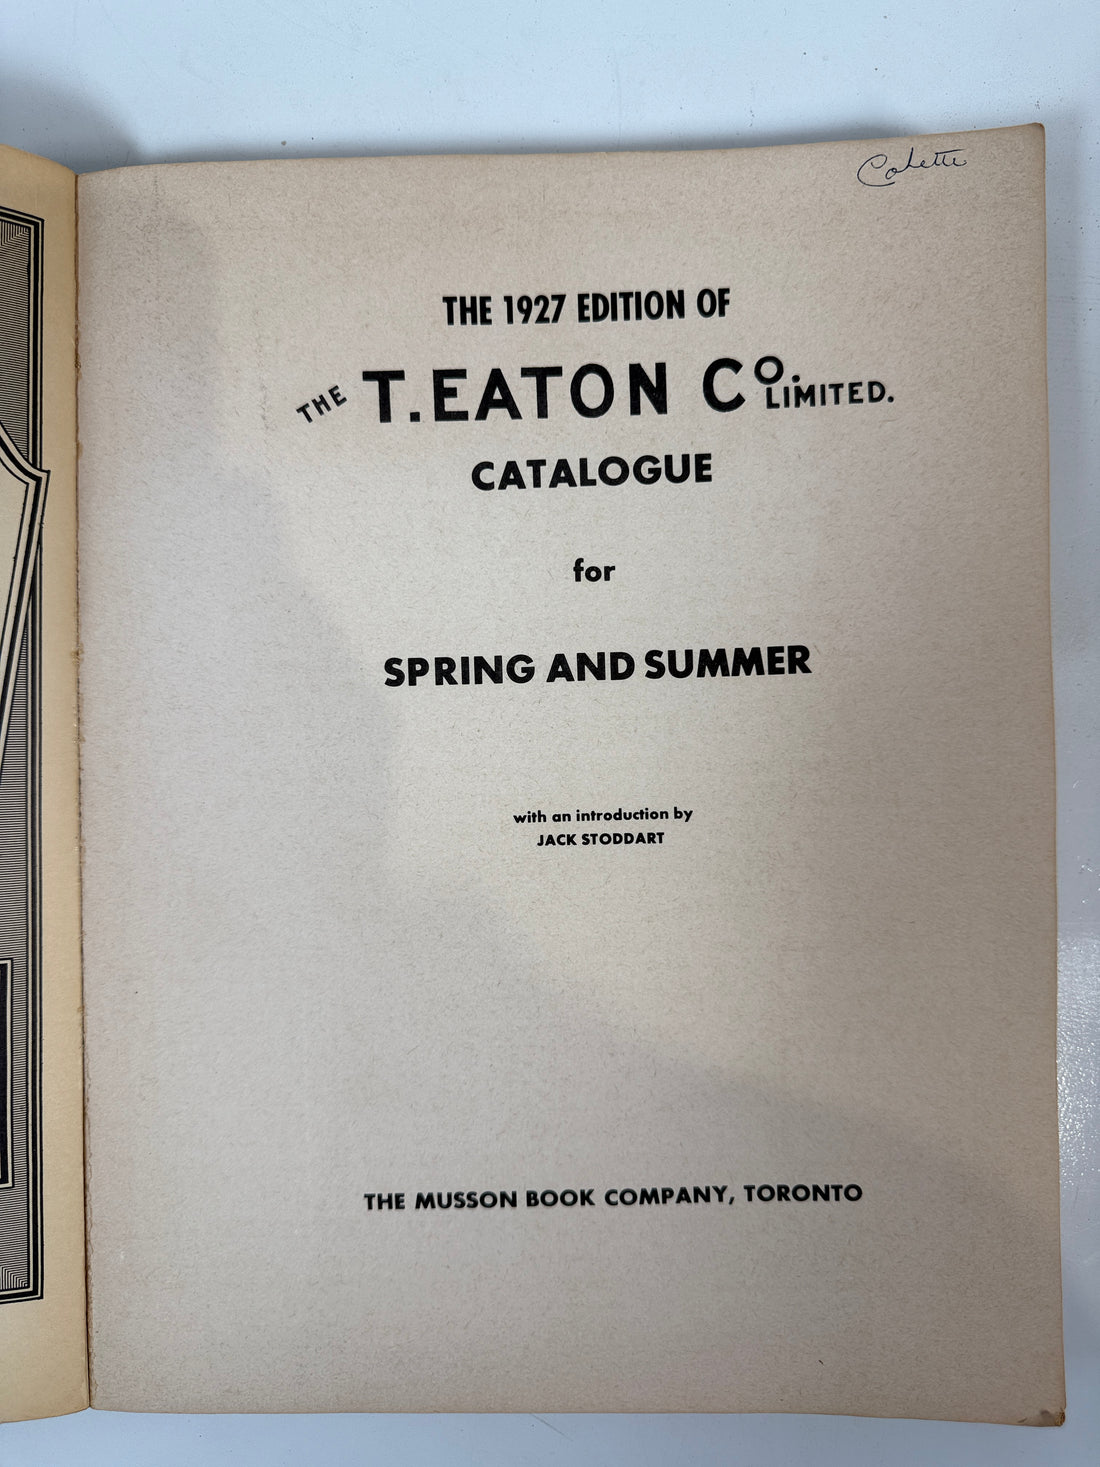 Colette
THE 1927 EDITION OF
THE T. EATON CO. LIMITED.
CATALOGUE
for
SPRING AND SUMMER
with an introduction by
JACK STODDART
THE MUSSON BOOK COMPANY, TORONTO